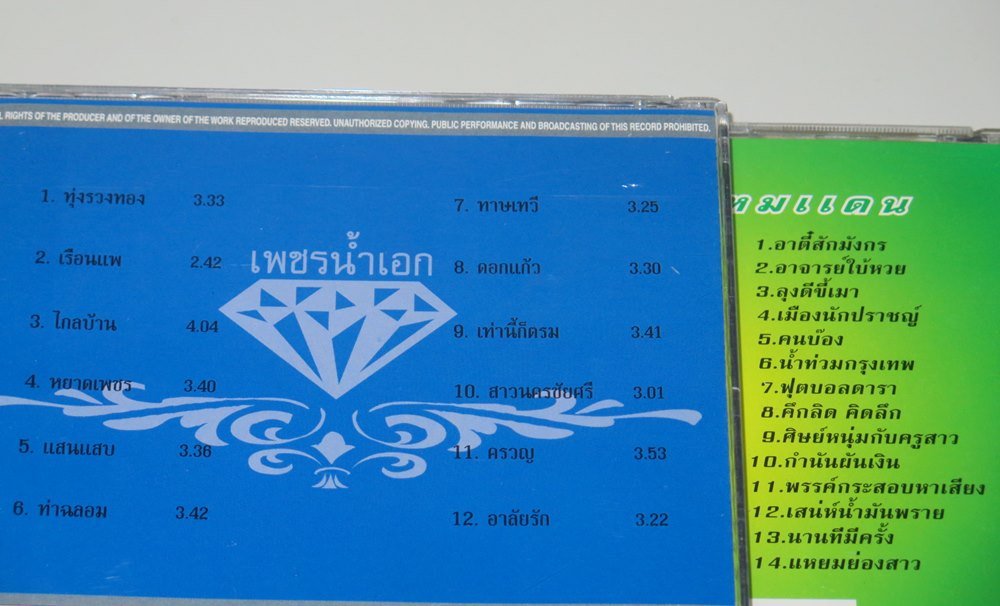 RIGHTS OF THE PRODUCER AND OF THE OWNER OF THE WORK REPRODUCED RESERVED. UNAUTHORIZED COPYING. PUBLIC PERFORMANCE AND BROADCASTING OF THIS RECORD PROHIBITED.
เพชรน้ำเอก
1. ทุ่งรวงทอง 3.33
2. เรือนแพ 2.42
3. ไกลบ้าน 4.04
4. หยาดเพชร 3.40
5. แสนแสบ 3.36
6. ท่าฉลอม 3.42
7. ทาษเทวี 3.25
8. ดอกแก้ว 3.30
9. เท่านี้ก็ตรม 3.41
10. สาวนครชัยศรี 3.01
11. ครวญ 3.53
12. อาลัยรัก 3.22
1.อาตี๋สักมังกร
2.อาจารย์ใบ้หวย
3.ลุงดีขี้เมา
4.เมืองนักปราชญ์
5.คนบ๊อง
6.น้ำท่วมกรุงเทพ
7.ฟุตบอลดารา
8.คึกลิด คิดลึก
9.ศิษย์หนุ่มกับครูสาว
10.กำนันผันเงิน
11.พรรคกระสอบหาเสียง
12.เสน่ห์น้ำมันพราย
13.นานทีมีครั้ง
14.แหยมย่องสาว